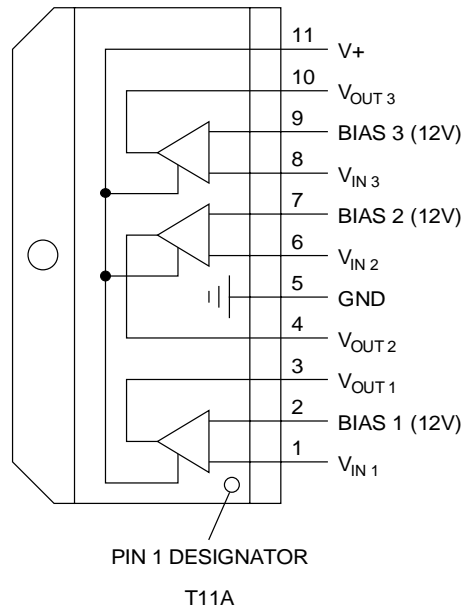 11 V+
10 VOUT 3
9 BIAS 3 (12V)
8 VIN 3
7 BIAS 2 (12V)
6 VIN 2
5 GND
4 VOUT 2
3 VOUT 1
2 BIAS 1 (12V)
1 VIN 1
PIN 1 DESIGNATOR
T11A